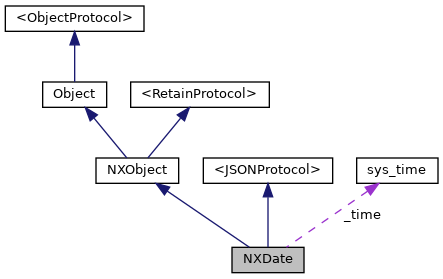 <ObjectProtocol>
Object
<RetainProtocol>
NXObject
<JSONProtocol>
sys_time
_time
NXDate